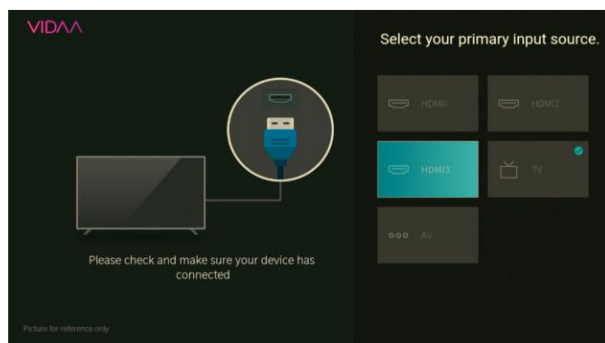 VIDAA
Select your primary input source.
HDMI1
HDMI2
HDMI3
TV
AV
Please check and make sure your device has
connected
Picture for reference only